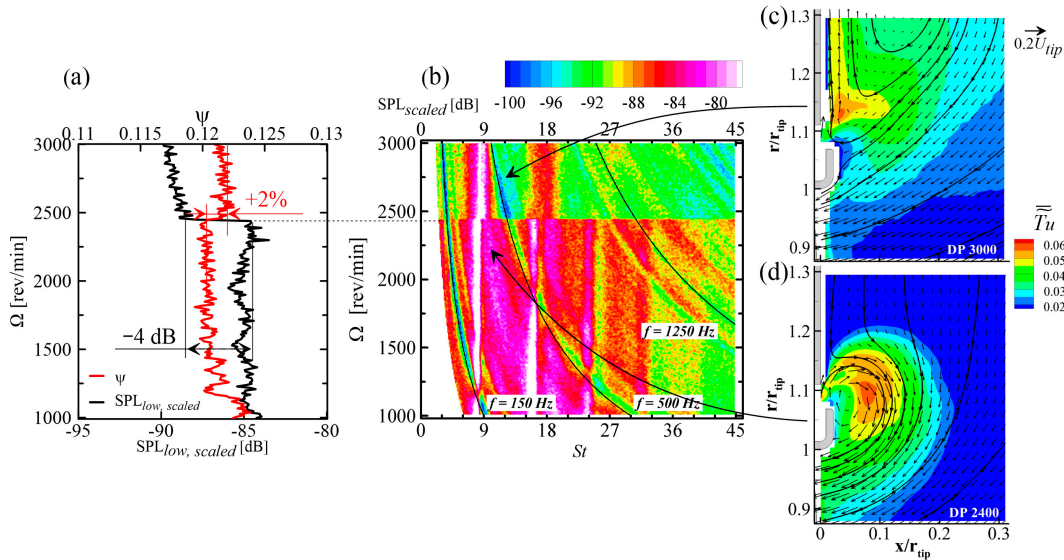 (a)
ψ
0.11 0.115 0.12 0.125 0.13
3000
2500
2000
1500
1000
Ω [rev/min]
+2%
−4 dB
ψ
SPLlow, scaled
-95 -90 -85 -80
SPLlow, scaled [dB]
(b)
SPLscaled [dB]
-100 -96 -92 -88 -84 -80
0 9 18 27 36 45
3000
2500
2000
1500
1000
Ω [rev/min]
f = 1250 Hz
f = 150 Hz
f = 500 Hz
0 9 18 27 36 45
St
(c)
0.2Utip
1.3
1.2
1.1
1
0.9
r/rtip
DP 3000
Tu
0.06
0.05
0.04
0.03
0.02
(d)
1.3
1.2
1.1
1
0.9
r/rtip
DP 2400
0 0.1 0.2 0.3
x/rtip